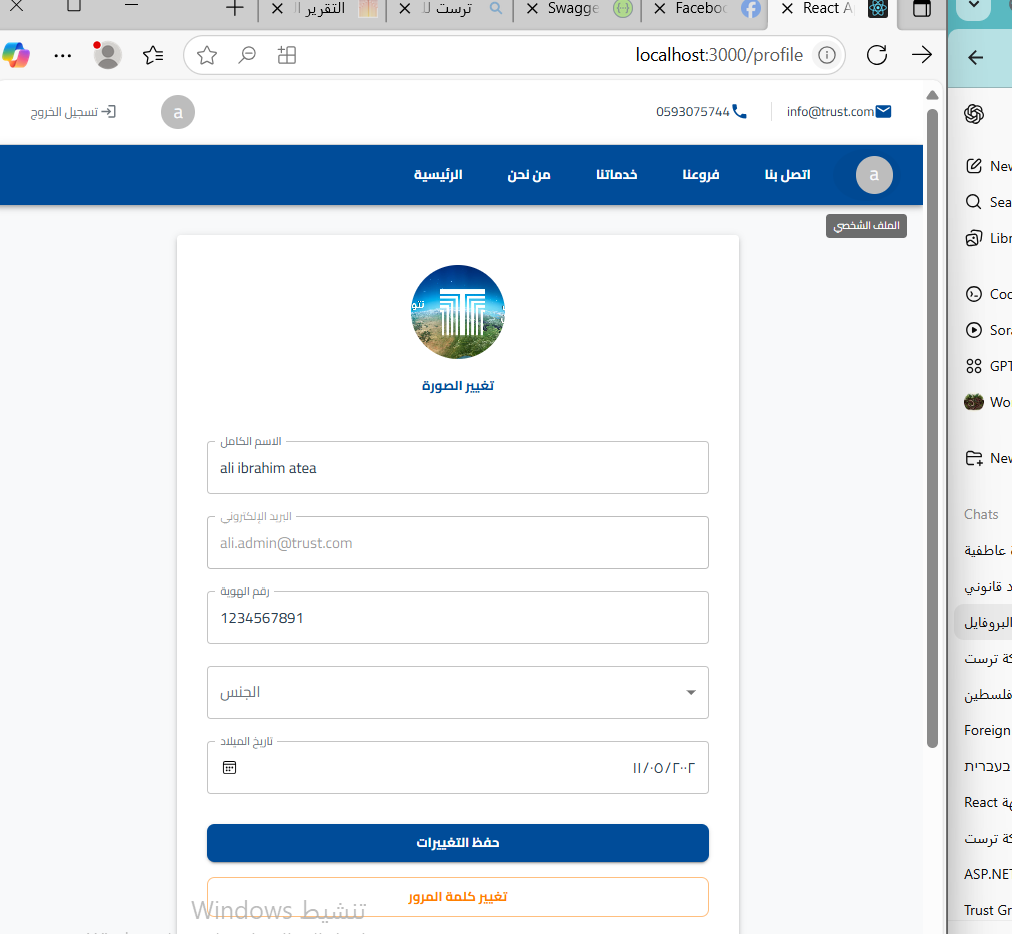 React A
Faceboo
Swagge
ترست لل
التقرير ال
localhost:3000/profile
info@trust.com
0593075744
a
تسجيل الخروج
a
اتصل بنا
فروعنا
خدماتنا
من نحن
الرئيسية
الملف الشخصي
تغيير الصورة
الاسم الكامل
ali ibrahim atea
البريد الإلكتروني
ali.admin@trust.com
رقم الهوية
1234567891
الجنس
تاريخ الميلاد
١١/٠٥/٢٠٠٢
حفظ التغييرات
تغيير كلمة المرور
تنشيط Windows
New
Sea
Libr
Cod
Sora
GPT
Wo
New
Chats
عاطفية
د قانوني
البروفايل
كة ترست
فلسطين
Foreign
בעברית
React
كة ترست
ASP.NE
Trust Gr